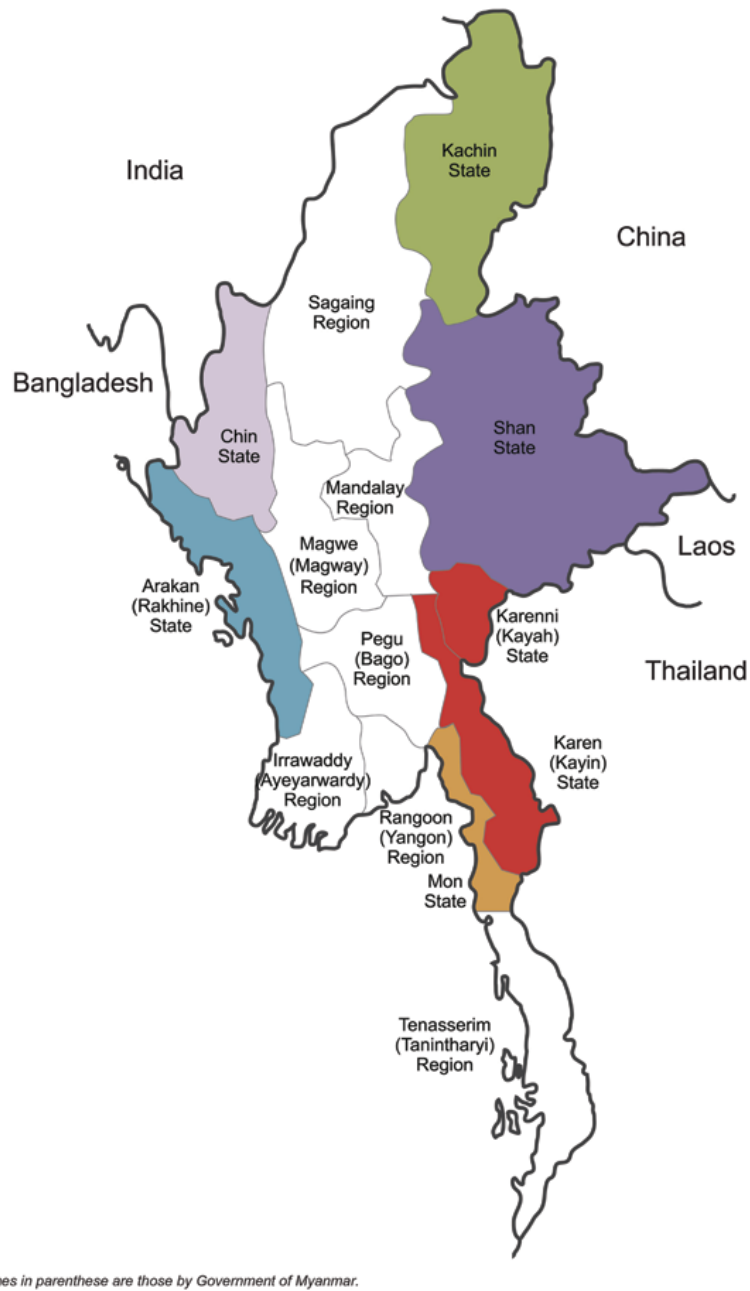 Kachin
State
India
China
Sagaing
Region
Bangladesh
Chin
State
Shan
State
Mandalay
Region
Magwe
(Magway)
Region
Laos
Arakan
(Rakhine)
State
Karenni
(Kayah)
State
Pegu
(Bago)
Region
Thailand
Karen
(Kayin)
State
Irrawaddy
(Ayeyarwardy)
Region
Rangoon
(Yangon)
Region
Mon
State
Tenasserim
(Tanintharyi)
Region
in parenthese are those by Government of Myanmar.